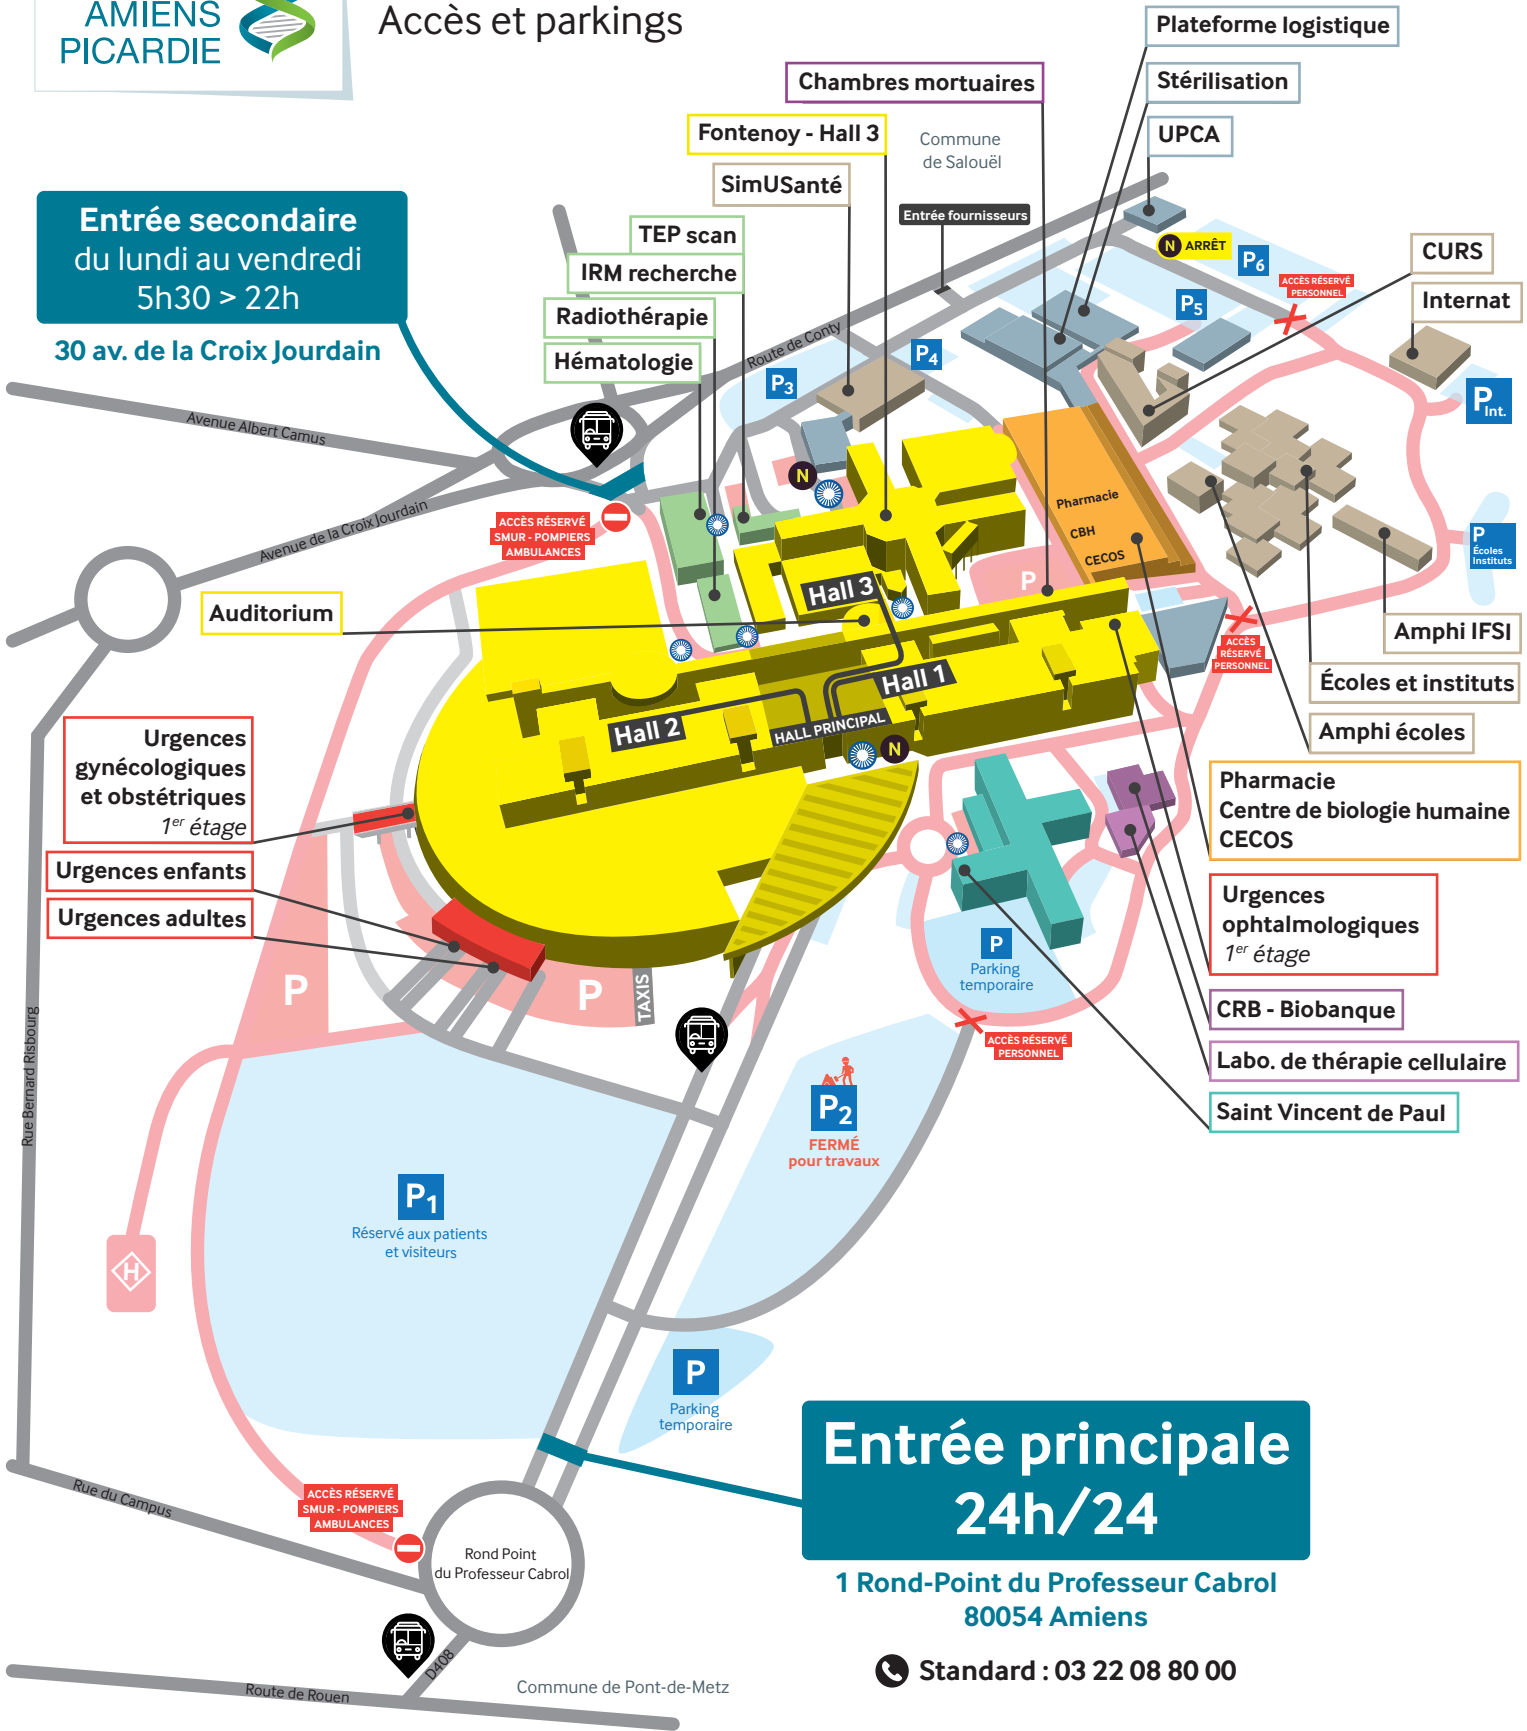 AMIENS
PICARDIE
Accès et parkings
Plateforme logistique
Stérilisation
UPCA
Chambres mortuaires
Fontenoy - Hall 3
SimUSanté
Commune
de Salouël
Entrée fournisseurs
Entrée secondaire
du lundi au vendredi
5h30 > 22h
30 av. de la Croix Jourdain
TEP scan
IRM recherche
Radiothérapie
Hématologie
N ARRÊT
P6
P5
ACCÈS RÉSERVÉ
PERSONNEL
CURS
Internat
PInt.
Route de Conty
P3
P4
Avenue Albert Camus
Avenue de la Croix Jourdain
ACCÈS RÉSERVÉ
SMUR - POMPIERS
AMBULANCES
N
Pharmacie
CBH
CECOS
P
P
Écoles
Instituts
Auditorium
Hall 3
Hall 1
Hall 2
HALL PRINCIPAL
N
ACCÈS
RÉSERVÉ
PERSONNEL
Amphi IFSI
Écoles et instituts
Amphi écoles
Urgences
gynécologiques
et obstétriques
1er étage
Urgences enfants
Urgences adultes
Pharmacie
Centre de biologie humaine
CECOS
Urgences
ophtalmologiques
1er étage
CRB - Biobanque
Labo. de thérapie cellulaire
Saint Vincent de Paul
P
Parking
temporaire
ACCÈS RÉSERVÉ
PERSONNEL
P
P
TAXIS
Rue Bernard Risbourg
P2
FERMÉ
pour travaux
P1
Réservé aux patients
et visiteurs
H
P
Parking
temporaire
Entrée principale
24h/24
1 Rond-Point du Professeur Cabrol
80054 Amiens
Standard : 03 22 08 80 00
Rue du Campus
ACCÈS RÉSERVÉ
SMUR - POMPIERS
AMBULANCES
Rond Point
du Professeur Cabrol
D408
Route de Rouen
Commune de Pont-de-Metz